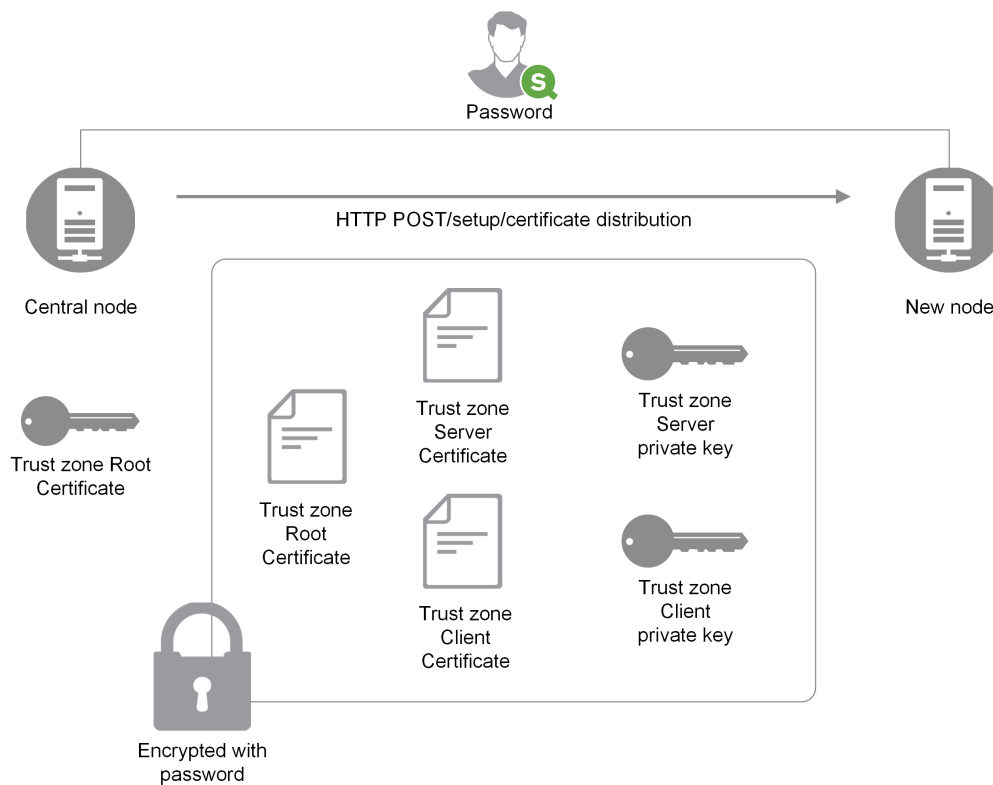 S
Password
HTTP POST/setup/certificate distribution
Central node
New node
Trust zone Root
Certificate
Trust zone
Root
Certificate
Trust zone
Server
Certificate
Trust zone
Server
private key
Trust zone
Client
Certificate
Trust zone
Client
private key
Encrypted with
password